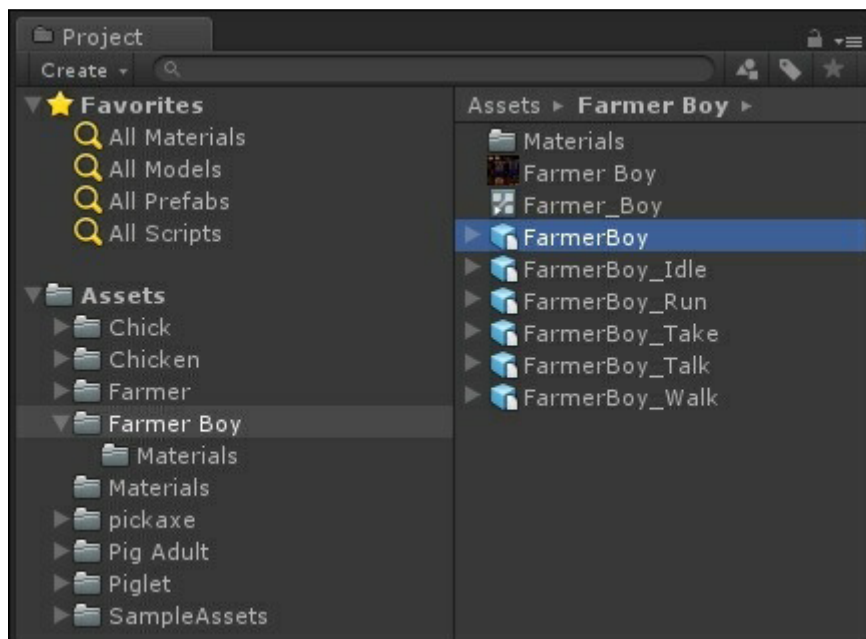 Project
Create
Favorites
All Materials
All Models
All Prefabs
All Scripts
Assets
Chick
Chicken
Farmer
Farmer Boy
Materials
Materials
pickaxe
Pig Adult
Piglet
SampleAssets
Assets ▸ Farmer Boy ▸
Materials
Farmer Boy
Farmer_Boy
FarmerBoy
FarmerBoy_Idle
FarmerBoy_Run
FarmerBoy_Take
FarmerBoy_Talk
FarmerBoy_Walk